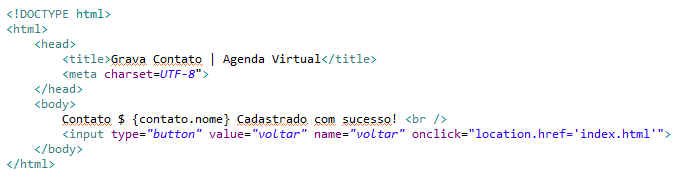 <!DOCTYPE html>
<html>
<head>
<title>Grava Contato | Agenda Virtual</title>
<meta charset=UTF-8">
</head>
<body>
Contato $ {contato.nome} Cadastrado com sucesso! <br />
<input type="button" value="voltar" name="voltar" onclick="location.href='index.html'">
</body>
</html>